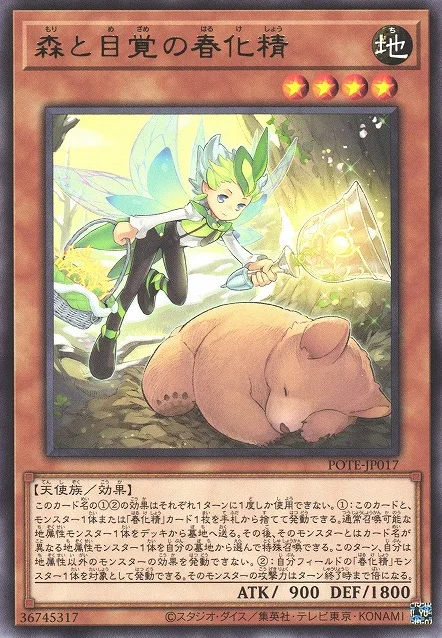 森と目覚の春化精
地
POTE-JP017
【天使族/効果】
このカード名の①②の効果はそれぞれ1ターンに1度しか使用できない。①:このカードと、
モンスター1体または「春化精」カード1枚を手札から捨てて発動できる。通常召喚可能な
地属性モンスター1体をデッキから墓地へ送る。その後、そのモンスターとはカード名が
異なる地属性モンスター1体を自分の墓地から選んで特殊召喚できる。このターン、自分は
地属性以外のモンスターの効果を発動できない。②:自分フィールドの「春化精」モン
スター1体を対象として発動できる。そのモンスターの攻撃力はターン終了時まで倍になる。
ATK/ 900 DEF/1800
36745317
©スタジオ・ダイス/集英社・テレビ東京・KONAMI